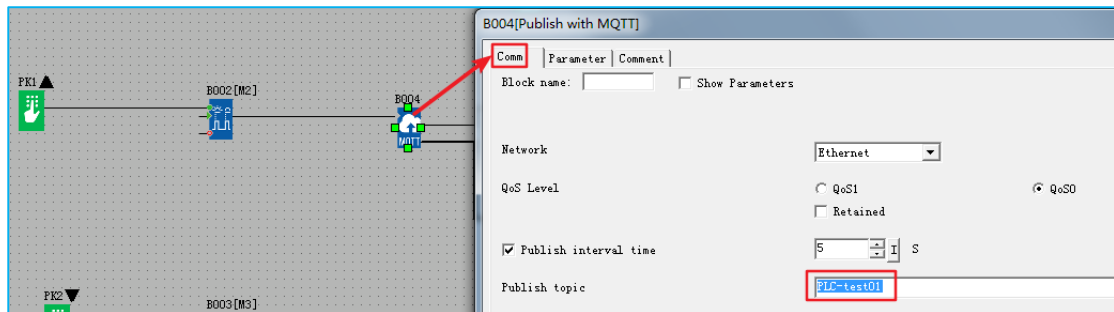 B004[Publish with MQTT]
Comm Parameter Comment
Block name: Show Parameters
PK1
B002[M2]
B004
MQTT
Network Ethernet
QoS Level QoS1 QoS0
Retained
Publish interval time 5 I S
Publish topic PLC-test01
PK2
B003[M3]